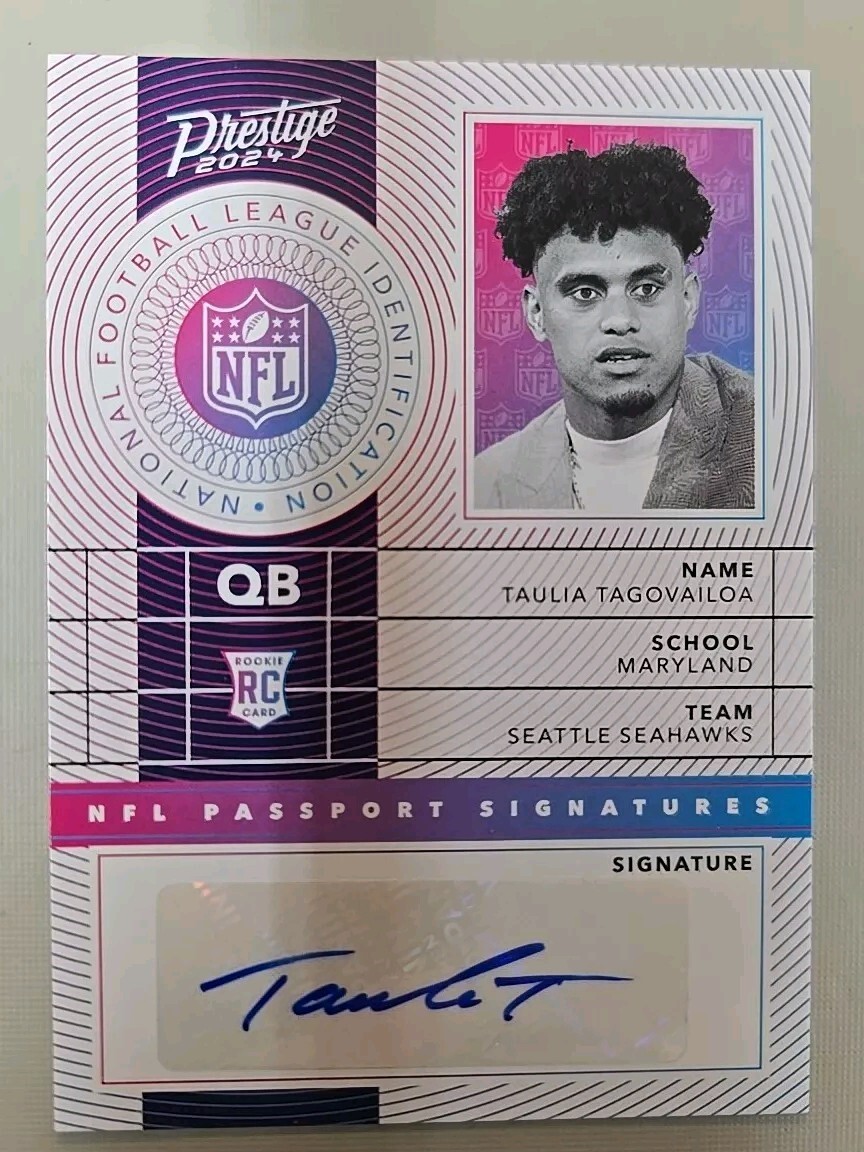 Prestige
2024
NATIONAL FOOTBALL LEAGUE IDENTIFICATION •
NFL
QB
ROOKIE
RC
CARD
NAME
TAULIA TAGOVAILOA
SCHOOL
MARYLAND
TEAM
SEATTLE SEAHAWKS
NFL PASSPORT SIGNATURES
SIGNATURE